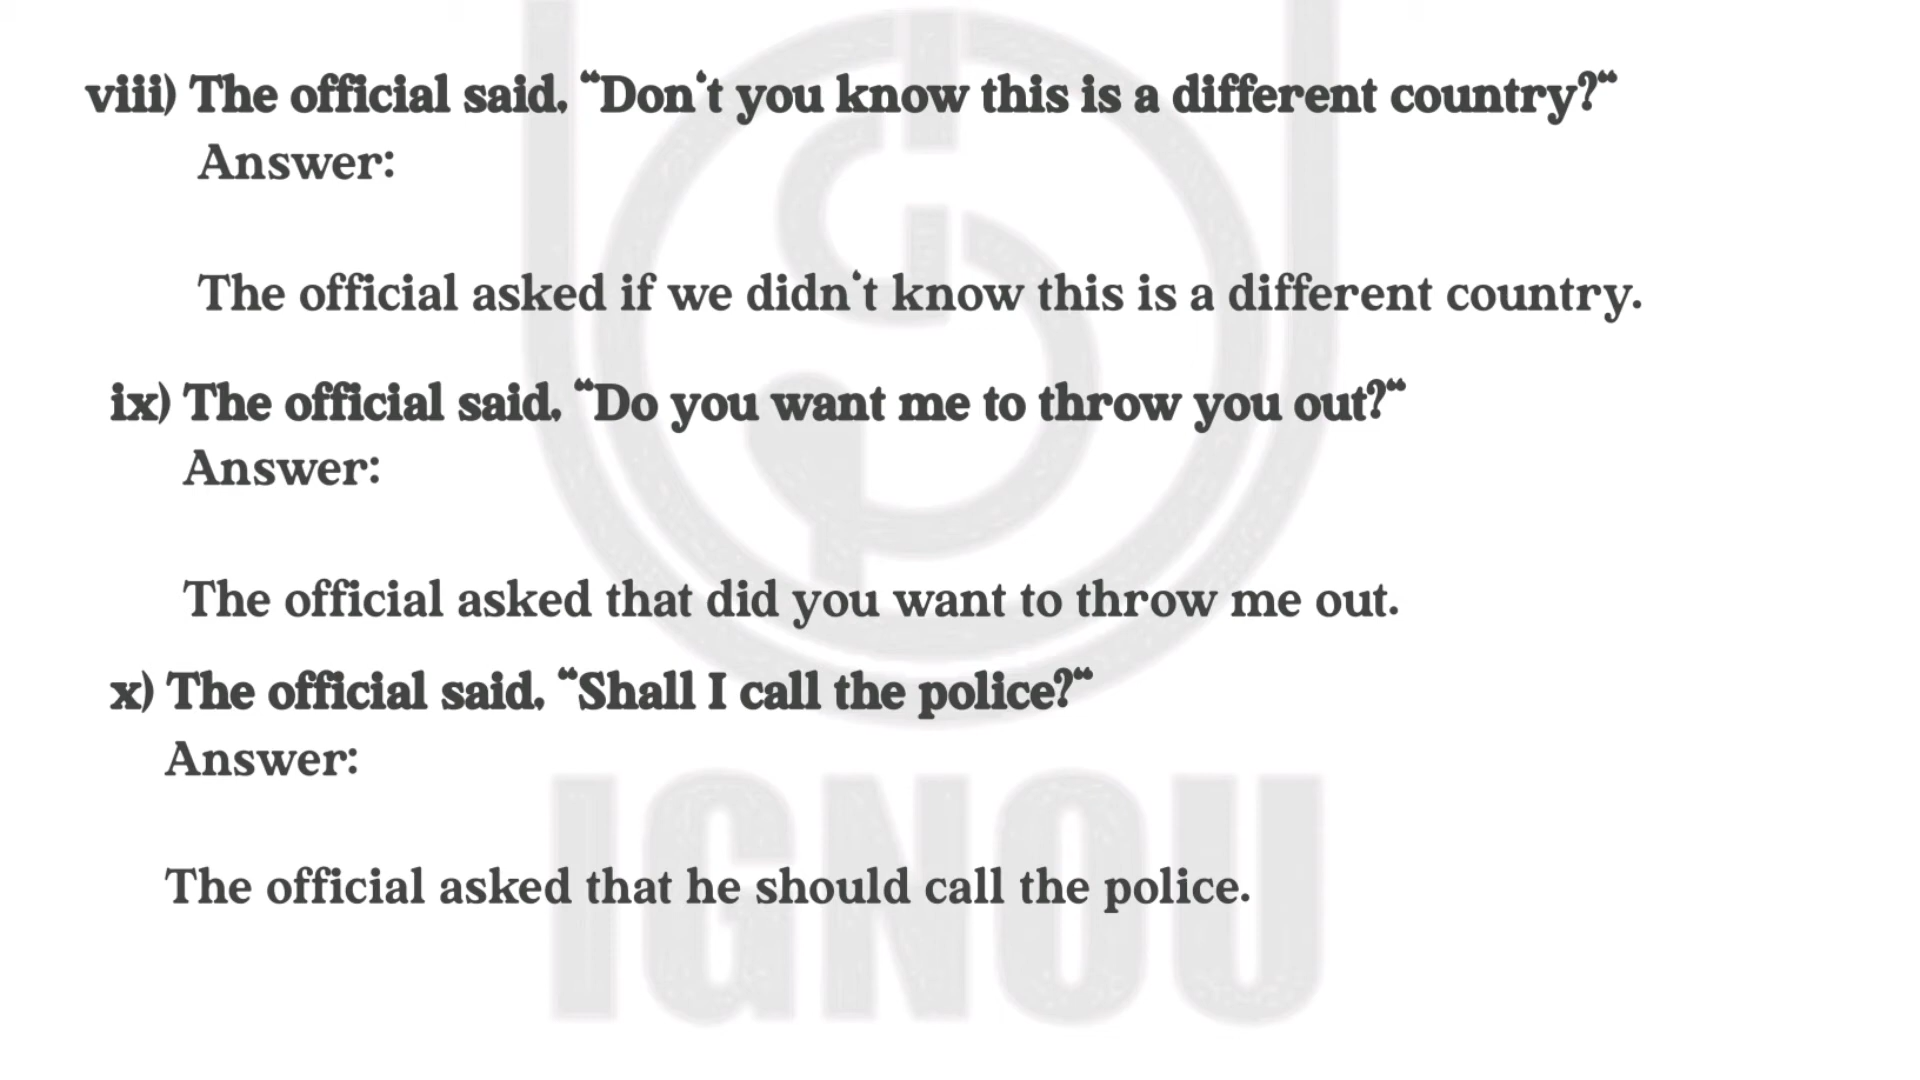 viii) The official said, “Don‘t you know this is a different country?“
Answer:
The official asked if we didn‘t know this is a different country.
ix) The official said, “Do you want me to throw you out?“
Answer:
The official asked that did you want to throw me out.
x) The official said, “Shall I call the police?“
Answer:
The official asked that he should call the police.
IGNOU